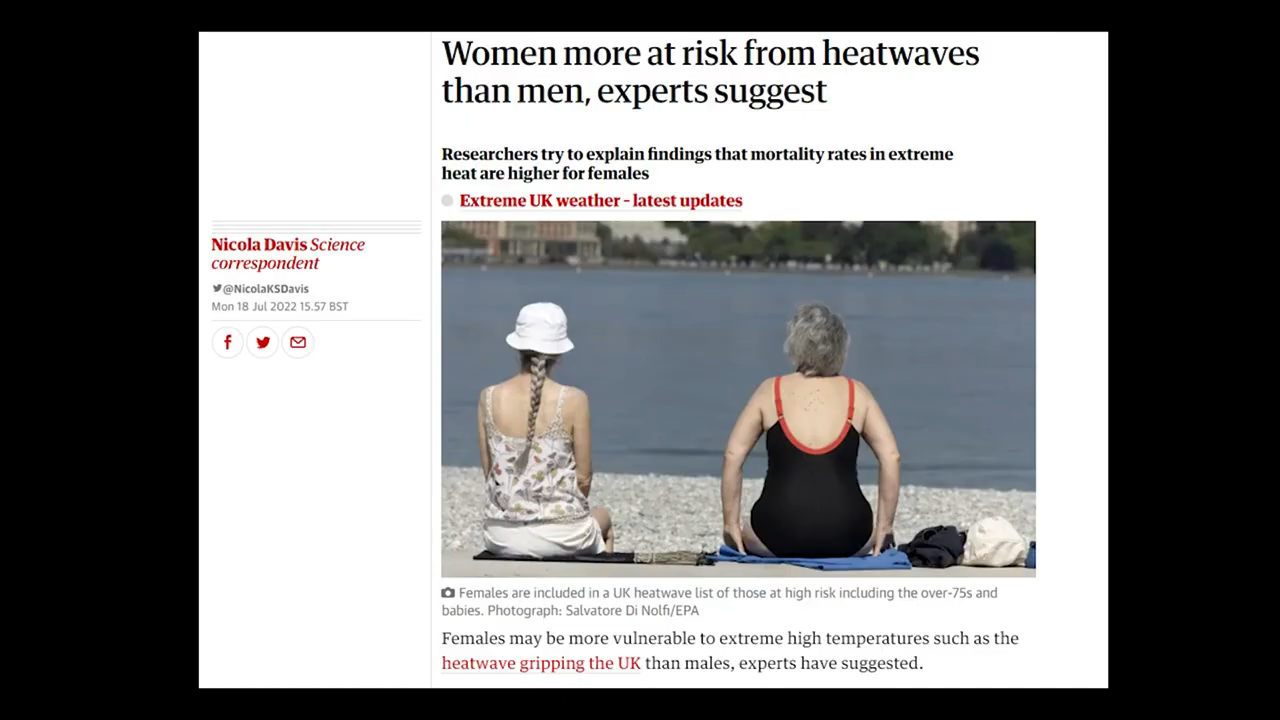 Women more at risk from heatwaves
than men, experts suggest
Researchers try to explain findings that mortality rates in extreme
heat are higher for females
Extreme UK weather – latest updates
Nicola Davis Science
correspondent
@NicolaKSDavis
Mon 18 Jul 2022 15.57 BST
Females are included in a UK heatwave list of those at high risk including the over-75s and
babies. Photograph: Salvatore Di Nolfi/EPA
Females may be more vulnerable to extreme high temperatures such as the
heatwave gripping the UK than males, experts have suggested.